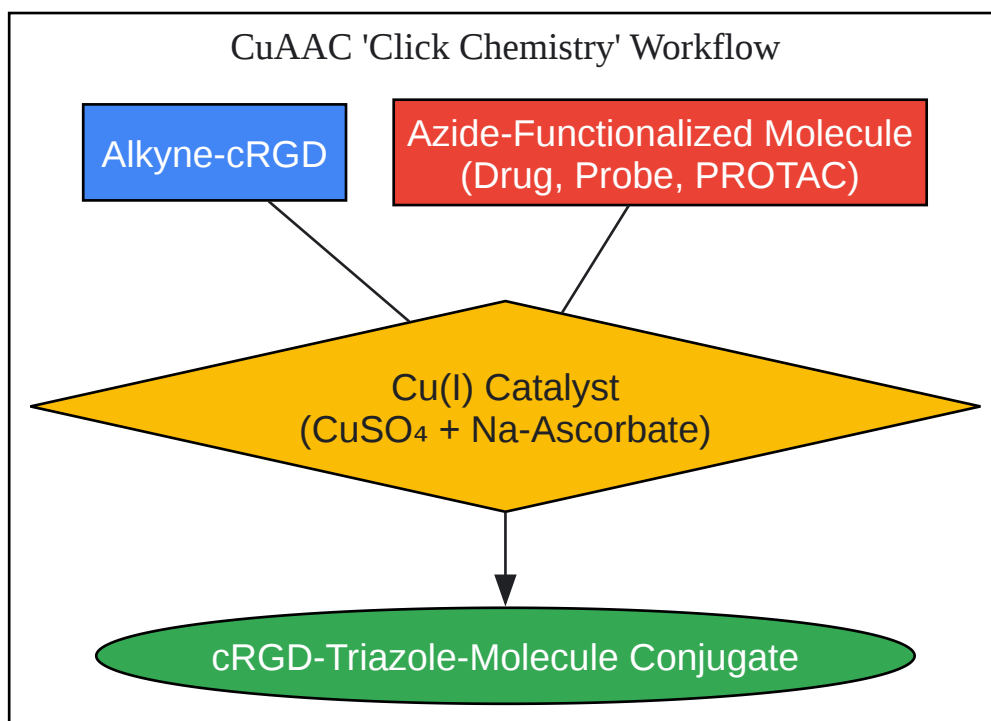 CuAAC 'Click Chemistry' Workflow
Alkyne-cRGD
Azide-Functionalized Molecule
(Drug, Probe, PROTAC)
Cu(I) Catalyst
(CuSO₄ + Na-Ascorbate)
cRGD-Triazole-Molecule Conjugate